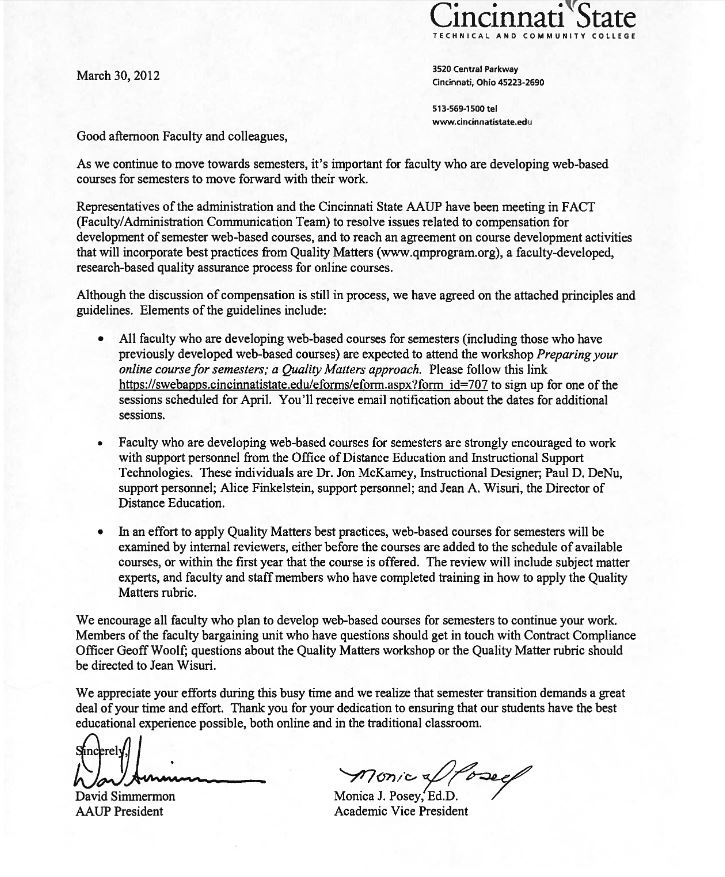 Cincinnati State
TECHNICAL AND COMMUNITY COLLEGE
3520 Central Parkway
Cincinnati, Ohio 45223-2690
513-569-1500 tel
www.cincinnatistate.edu
March 30, 2012
Good afternoon Faculty and colleagues,
As we continue to move towards semesters, it's important for faculty who are developing web-based
courses for semesters to move forward with their work.
Representatives of the administration and the Cincinnati State AAUP have been meeting in FACT
(Faculty/Administration Communication Team) to resolve issues related to compensation for
development of semester web-based courses, and to reach an agreement on course development activities
that will incorporate best practices from Quality Matters (www.qmprogram.org), a faculty-developed,
research-based quality assurance process for online courses.
Although the discussion of compensation is still in process, we have agreed on the attached principles and
guidelines. Elements of the guidelines include:
• All faculty who are developing web-based courses for semesters (including those who have
previously developed web-based courses) are expected to attend the workshop Preparing your
online course for semesters; a Quality Matters approach. Please follow this link
https://swebapps.cincinnatistate.edu/eforms/eform.aspx?form_id=707 to sign up for one of the
sessions scheduled for April. You'll receive email notification about the dates for additional
sessions.
• Faculty who are developing web-based courses for semesters are strongly encouraged to work
with support personnel from the Office of Distance Education and Instructional Support
Technologies. These individuals are Dr. Jon McKamey, Instructional Designer; Paul D. DeNu,
support personnel; Alice Finkelstein, support personnel; and Jean A. Wisuri, the Director of
Distance Education.
• In an effort to apply Quality Matters best practices, web-based courses for semesters will be
examined by internal reviewers, either before the courses are added to the schedule of available
courses, or within the first year that the course is offered. The review will include subject matter
experts, and faculty and staff members who have completed training in how to apply the Quality
Matters rubric.
We encourage all faculty who plan to develop web-based courses for semesters to continue your work.
Members of the faculty bargaining unit who have questions should get in touch with Contract Compliance
Officer Geoff Woolf; questions about the Quality Matters workshop or the Quality Matter rubric should
be directed to Jean Wisuri.
We appreciate your efforts during this busy time and we realize that semester transition demands a great
deal of your time and effort. Thank you for your dedication to ensuring that our students have the best
educational experience possible, both online and in the traditional classroom.
Sincerely,
Monica J Posey
David Simmermon
Monica J. Posey, Ed.D.
AAUP President
Academic Vice President